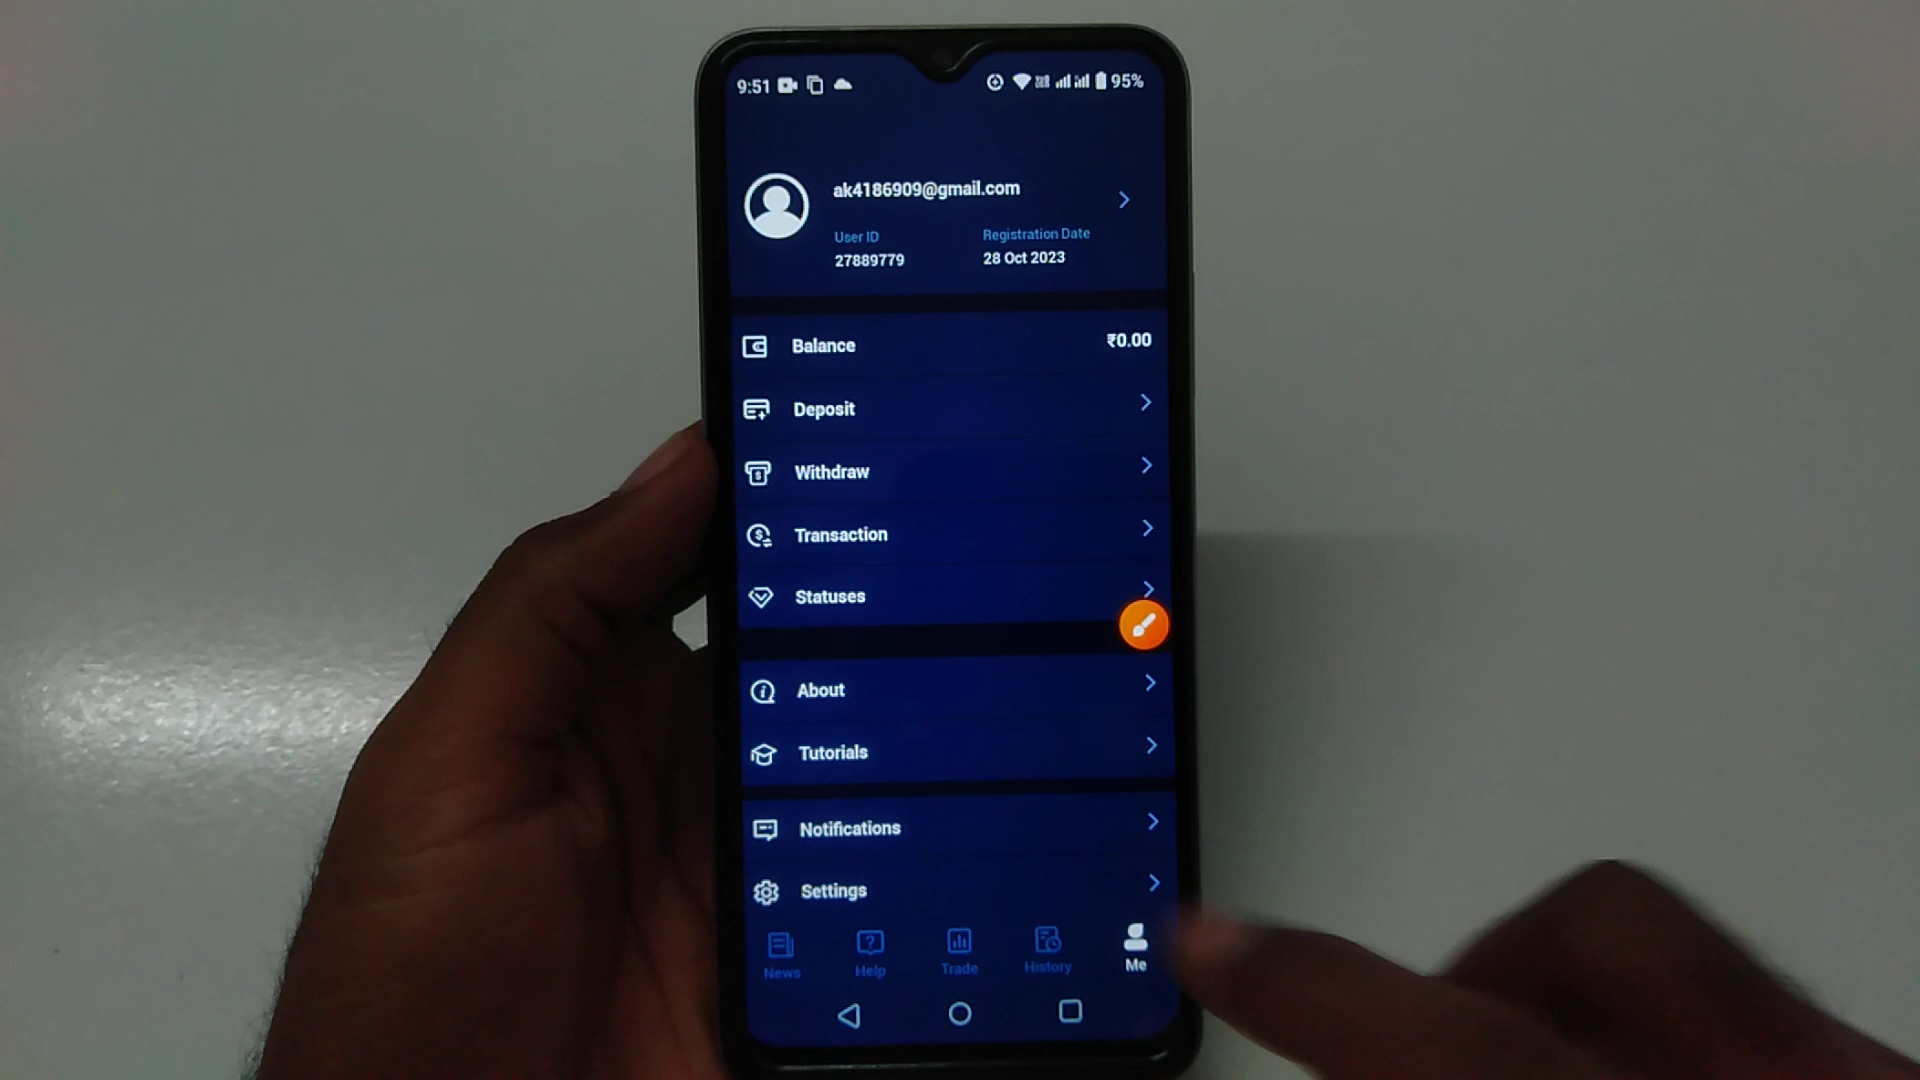 9:51 95%
ak4186909@gmail.com
User ID Registration Date
27889779 28 Oct 2023
Balance ₹0.00
Deposit
Withdraw
Transaction
Statuses
About
Tutorials
Notifications
Settings
News Help Trade History Me